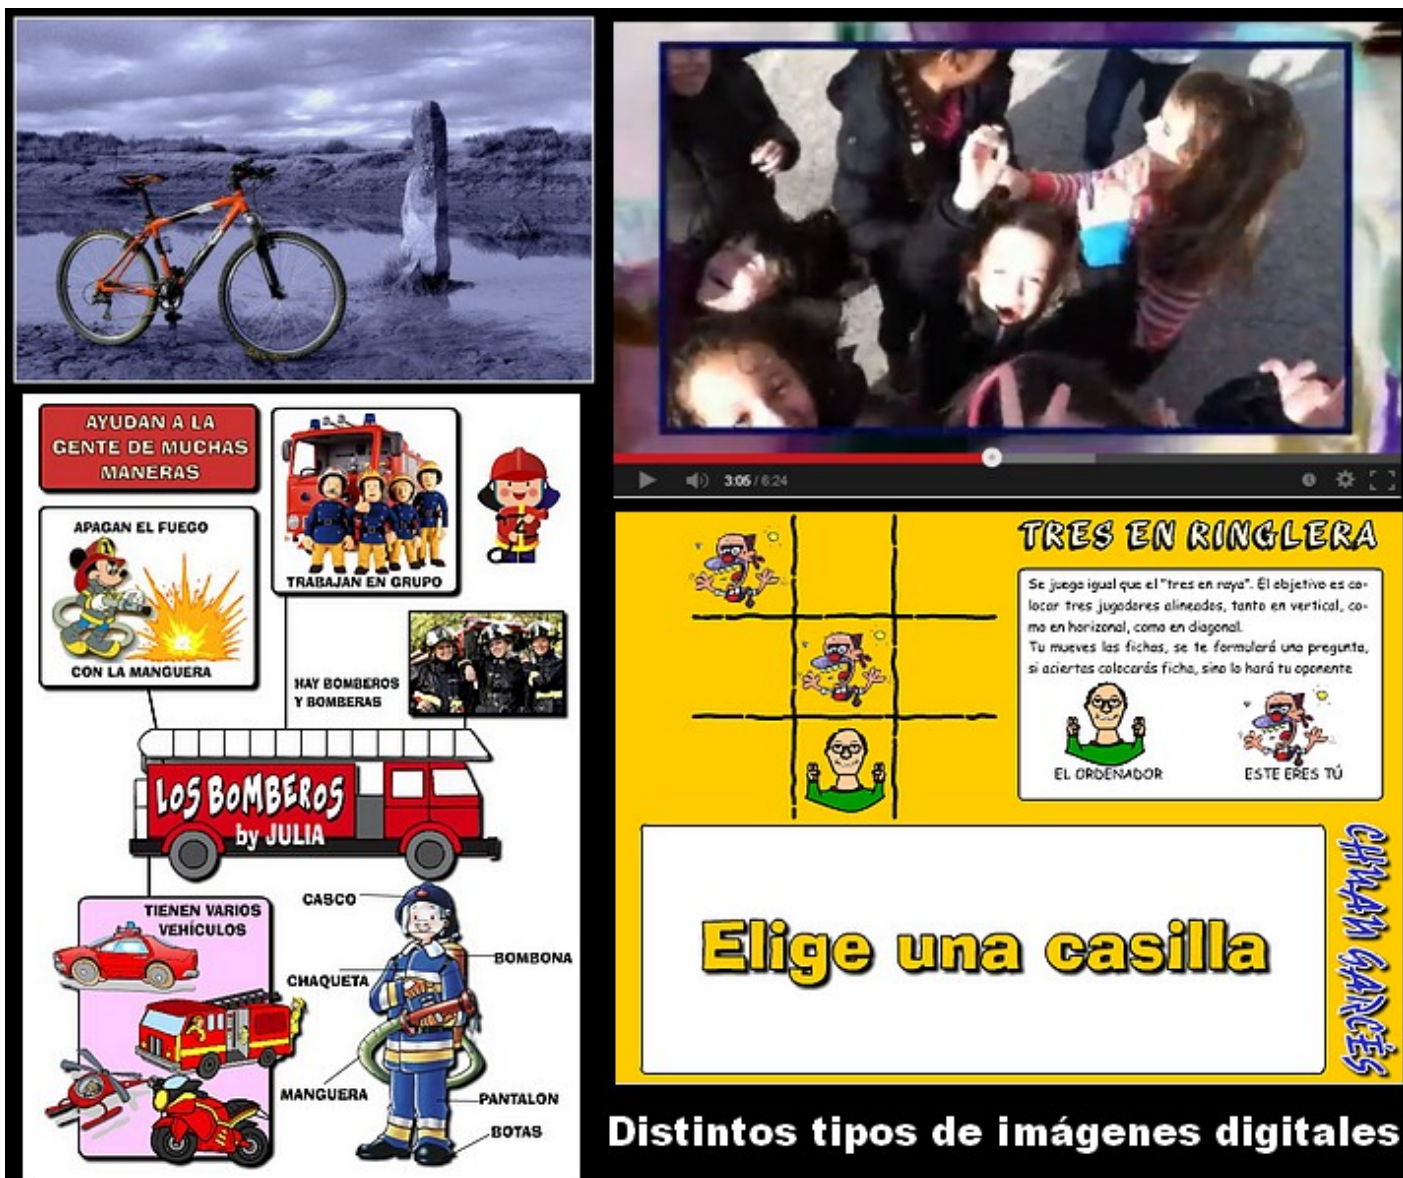 AYUDAN A LA
GENTE DE MUCHAS
MANERAS
TRABAJAN EN GRUPO
APAGAN EL FUEGO
CON LA MANGUERA
HAY BOMBEROS
Y BOMBERAS
LOS BOMBEROS
by JULIA
TIENEN VARIOS
VEHÍCULOS
CASCO
BOMBONA
CHAQUETA
MANGUERA
PANTALON
BOTAS
3:05 / 6:24
TRES EN RINGLERA
Se juega igual que el "tres en raya". El objetivo es co-
locar tres jugadores alineados, tanto en vertical, co-
mo en horizonal, como en diagonal.
Tu mueves las fichas, se te formulará una pregunta,
si aciertas colocarás ficha, sino lo hará tu oponente
EL ORDENADOR
ESTE ERES TÚ
Elige una casilla
CHUAN GARCÉS
Distintos tipos de imágenes digitales